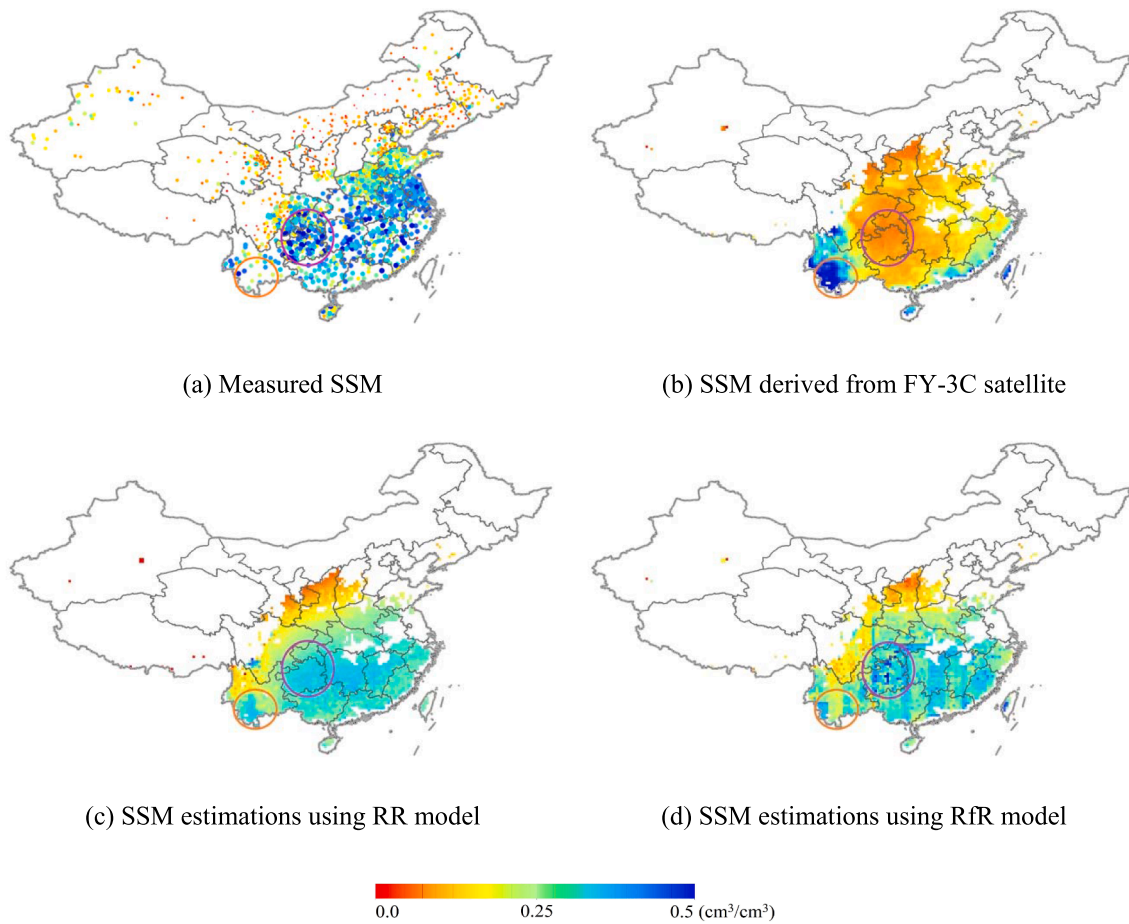 (a) Measured SSM
(b) SSM derived from FY-3C satellite
(c) SSM estimations using RR model
(d) SSM estimations using RfR model
0.0 0.25 0.5 (cm³/cm³)